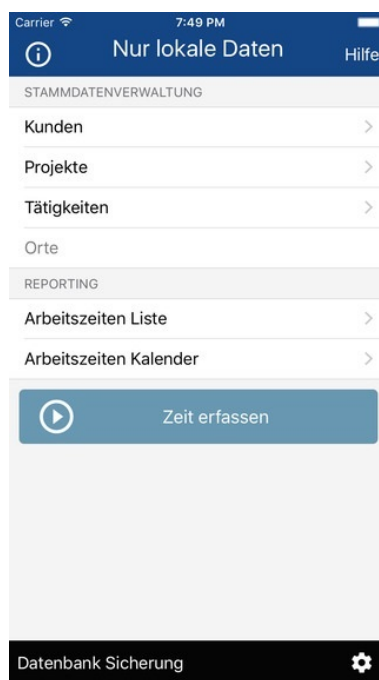 Carrier 7:49 PM
Nur lokale Daten Hilfe
STAMMDATENVERWALTUNG
Kunden
Projekte
Tätigkeiten
Orte
REPORTING
Arbeitszeiten Liste
Arbeitszeiten Kalender
Zeit erfassen
Datenbank Sicherung